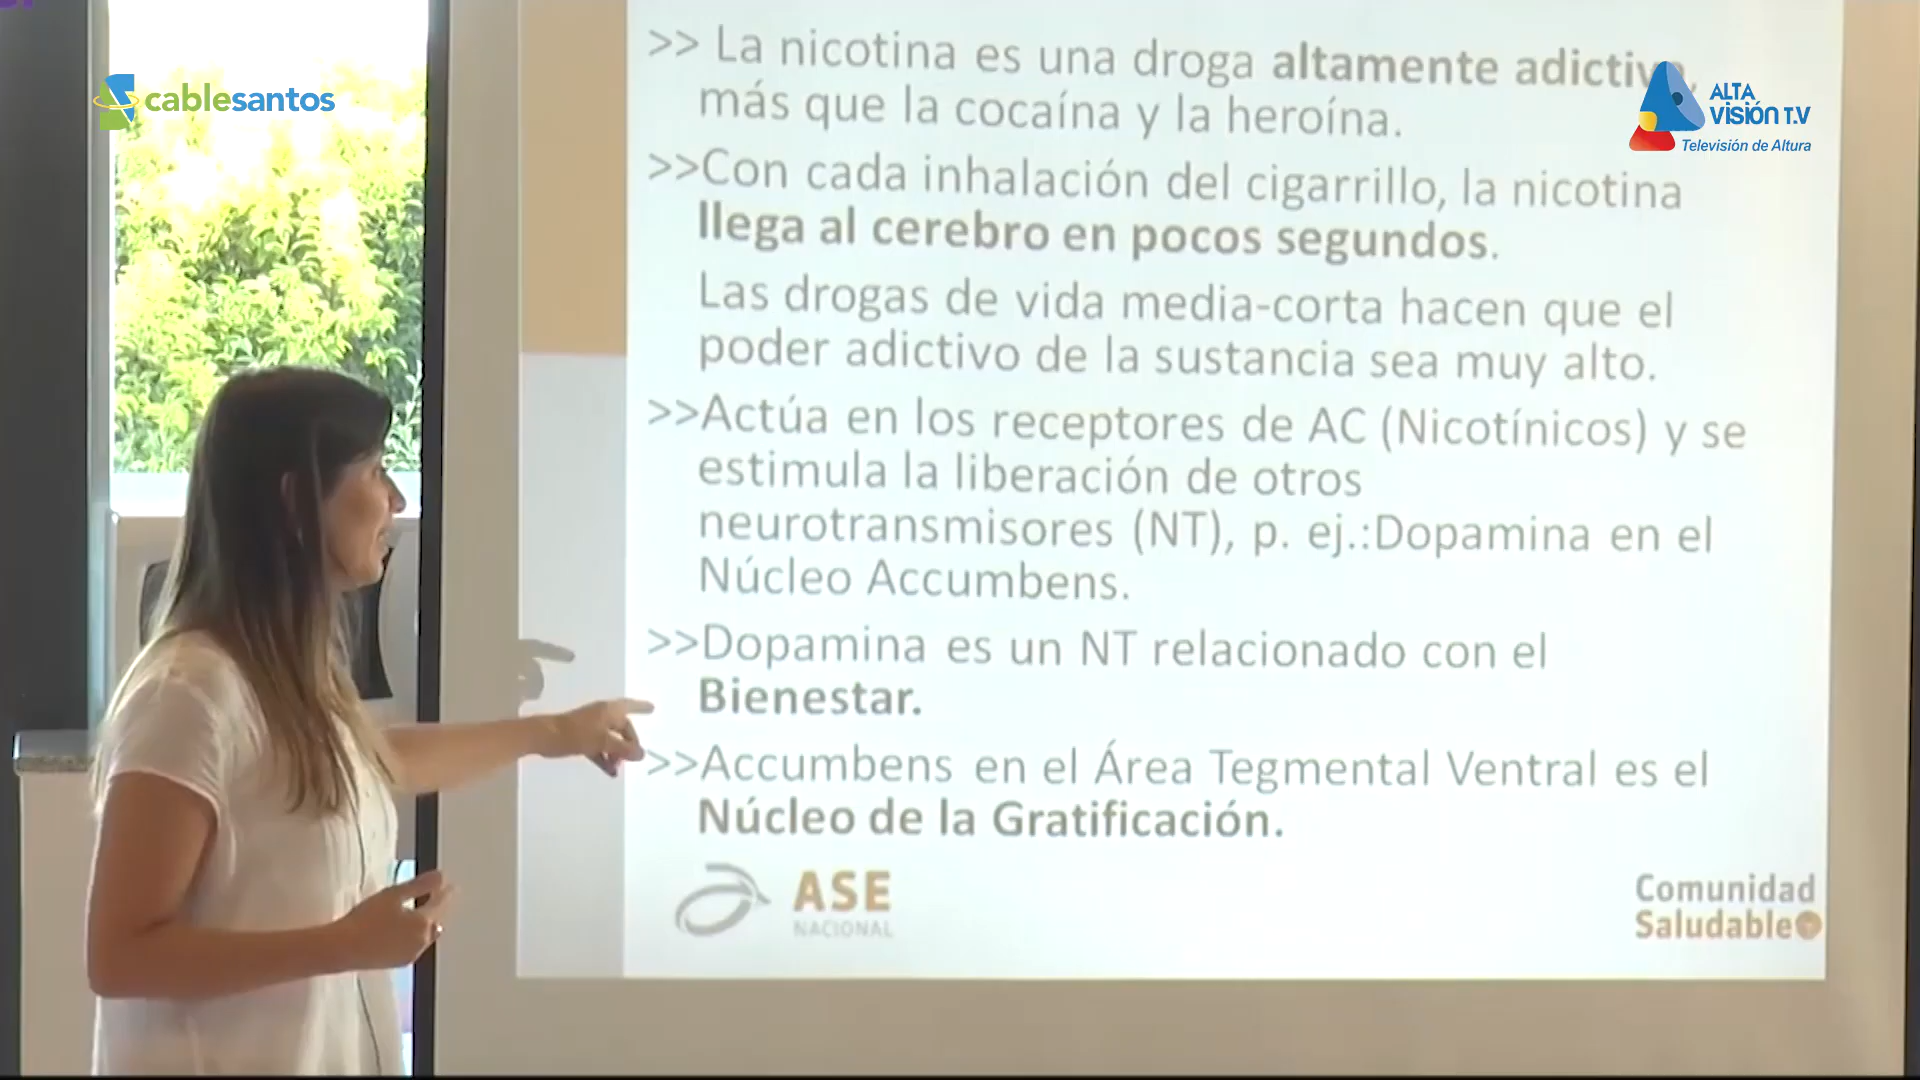 cablesantos
ALTA
VISIÓN T.V
Televisión de Altura
>> La nicotina es una droga altamente adictiva,
más que la cocaína y la heroína.
>>Con cada inhalación del cigarrillo, la nicotina
llega al cerebro en pocos segundos.
Las drogas de vida media-corta hacen que el
poder adictivo de la sustancia sea muy alto.
>>Actúa en los receptores de AC (Nicotínicos) y se
estimula la liberación de otros
neurotransmisores (NT), p. ej.:Dopamina en el
Núcleo Accumbens.
>>Dopamina es un NT relacionado con el
Bienestar.
>>Accumbens en el Área Tegmental Ventral es el
Núcleo de la Gratificación.
ASE
NACIONAL
Comunidad
Saludable